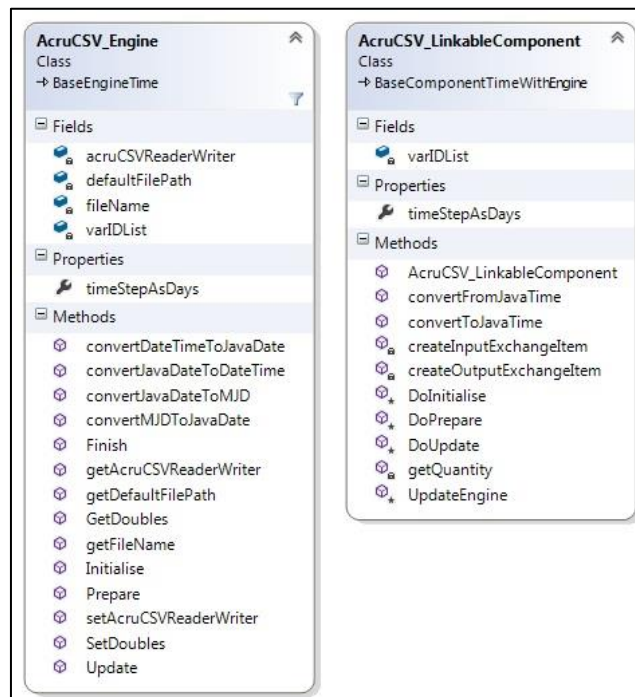 AcruCSV_Engine
Class
→ BaseEngineTime
Fields
acruCSVReaderWriter
defaultFilePath
fileName
varIDList
Properties
timeStepAsDays
Methods
convertDateTimeToJavaDate
convertJavaDateToDateTime
convertJavaDateToMJD
convertMJDToJavaDate
Finish
getAcruCSVReaderWriter
getDefaultFilePath
GetDoubles
getFileName
Initialise
Prepare
setAcruCSVReaderWriter
SetDoubles
Update
AcruCSV_LinkableComponent
Class
→ BaseComponentTimeWithEngine
Fields
varIDList
Properties
timeStepAsDays
Methods
AcruCSV_LinkableComponent
convertFromJavaTime
convertToJavaTime
createInputExchangeItem
createOutputExchangeItem
DoInitialise
DoPrepare
DoUpdate
getQuantity
UpdateEngine